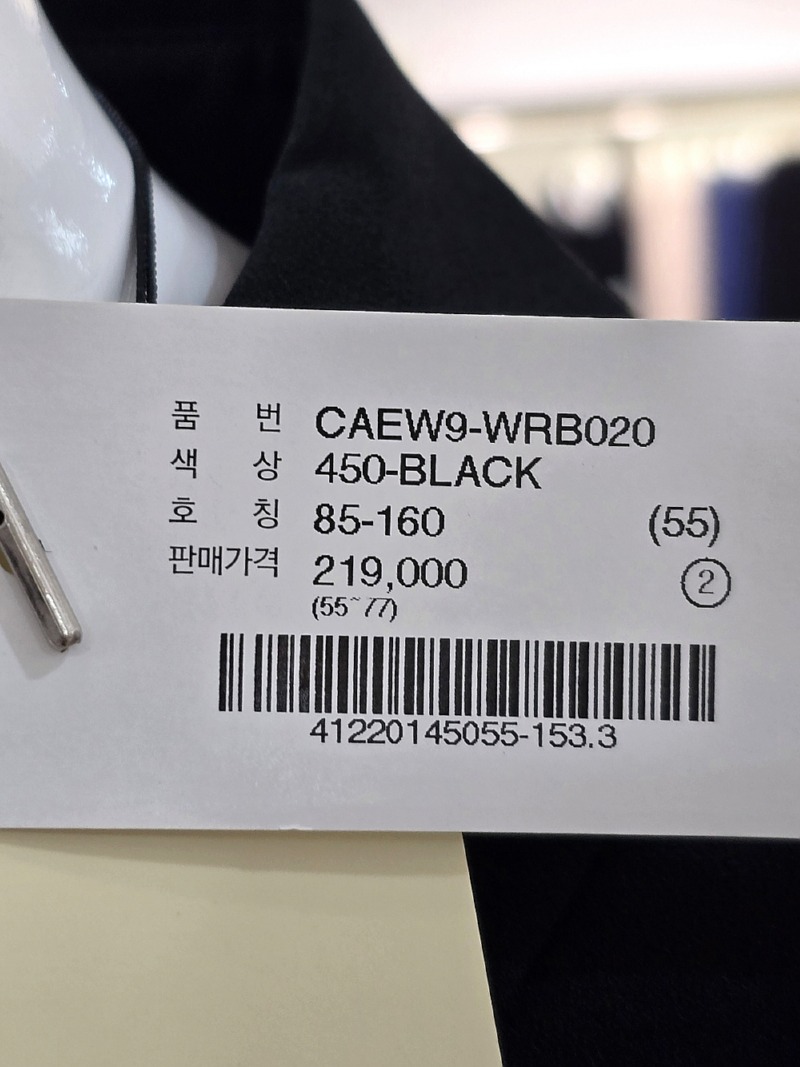 품 번 CAEW9-WRB020
색 상 450-BLACK
호 칭 85-160 (55)
판매가격 219,000 ②
(55~77)
41220145055-153.3